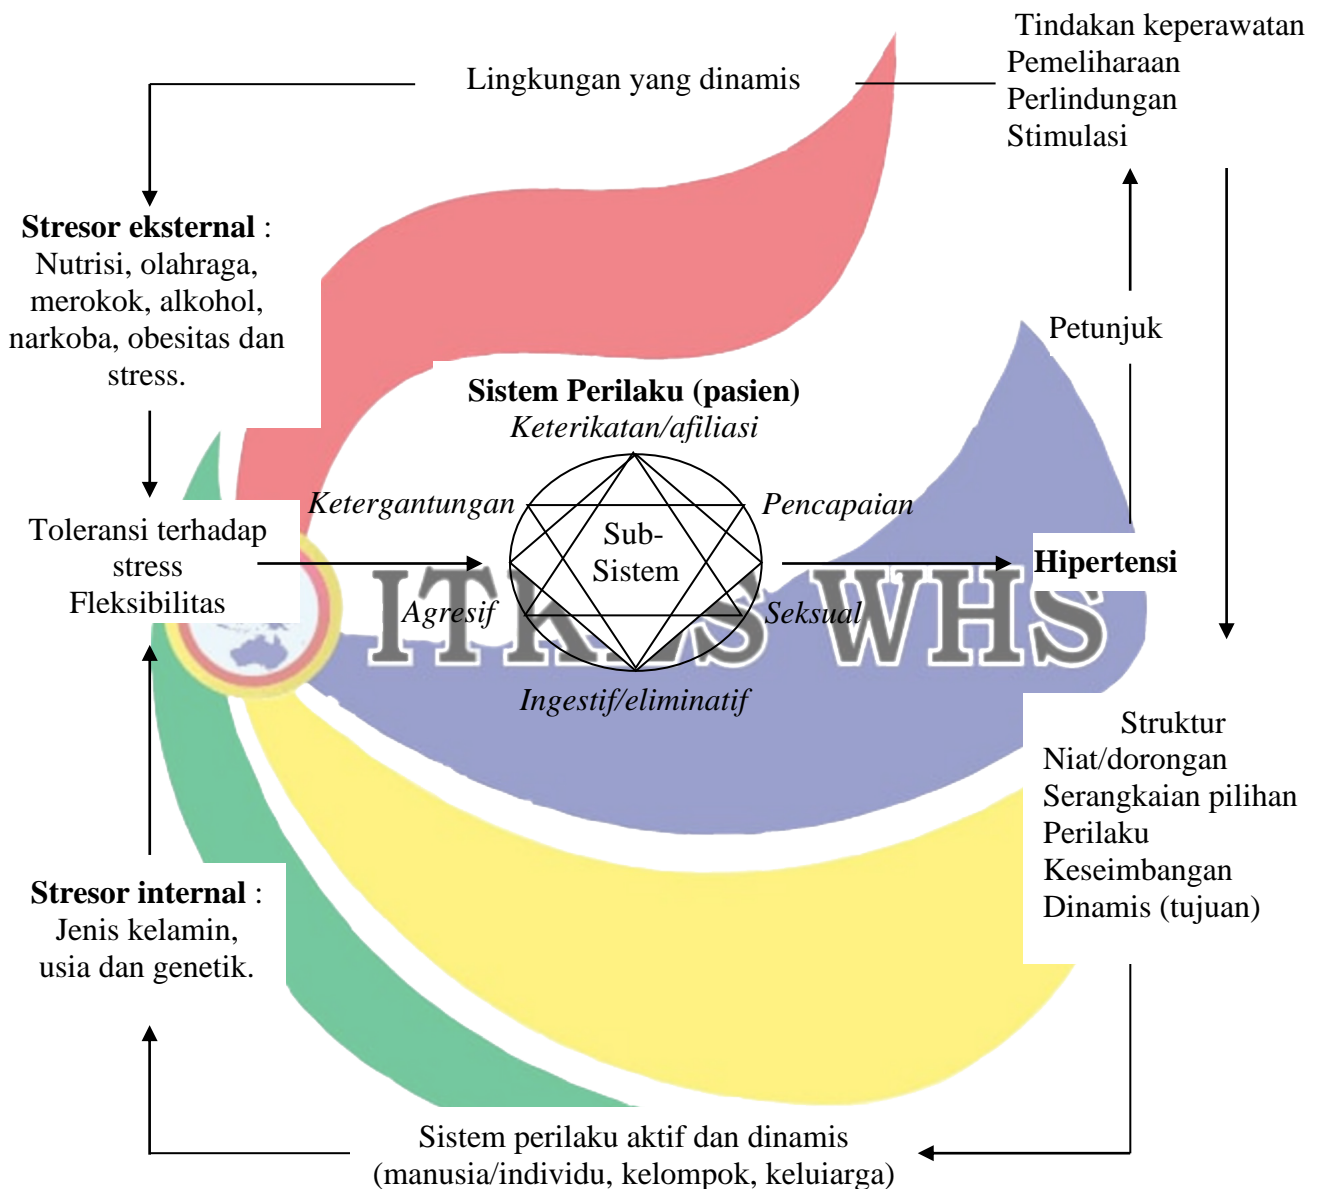 Tindakan keperawatan
Pemeliharaan
Perlindungan
Stimulasi
Lingkungan yang dinamis
Stresor eksternal :
Nutrisi, olahraga,
merokok, alkohol,
narkoba, obesitas dan
stress.
Petunjuk
Sistem Perilaku (pasien)
Keterikatan/afiliasi
Ketergantungan
Pencapaian
Toleransi terhadap
stress
Fleksibilitas
Sub-
Sistem
Hipertensi
Agresif
Seksual
ITKES WHS
Ingestif/eliminatif
Struktur
Niat/dorongan
Serangkaian pilihan
Perilaku
Keseimbangan
Dinamis (tujuan)
Stresor internal :
Jenis kelamin,
usia dan genetik.
Sistem perilaku aktif dan dinamis
(manusia/individu, kelompok, keluiarga)